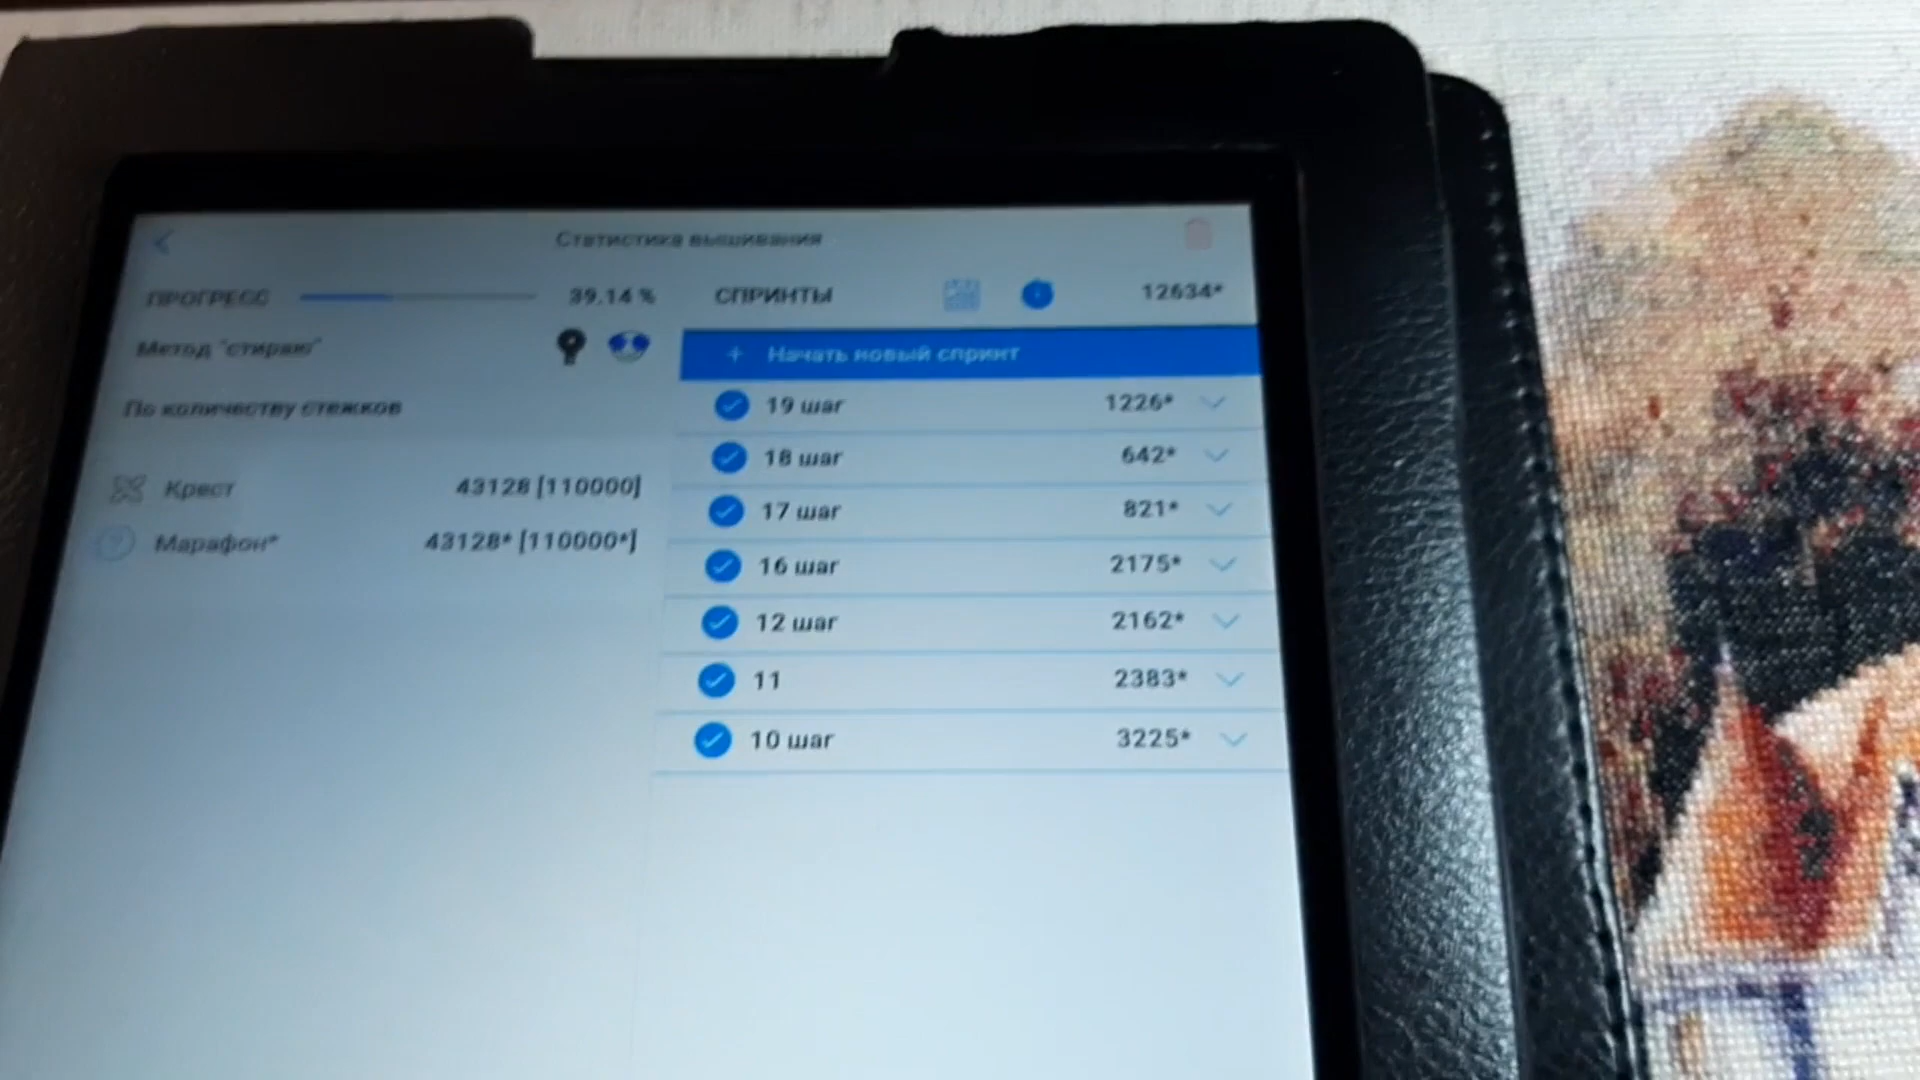 Статистика вышивания
ПРОГРЕСС 39.14 %
Метод "стираю"
По количеству стежков
Крест 43128 [110000]
? Марафон* 43128* [110000*]
СПРИНТЫ 12634*
+ Начать новый спринт
19 шаг 1226*
18 шаг 642*
17 шаг 821*
16 шаг 2175*
12 шаг 2162*
11 2383*
10 шаг 3225*